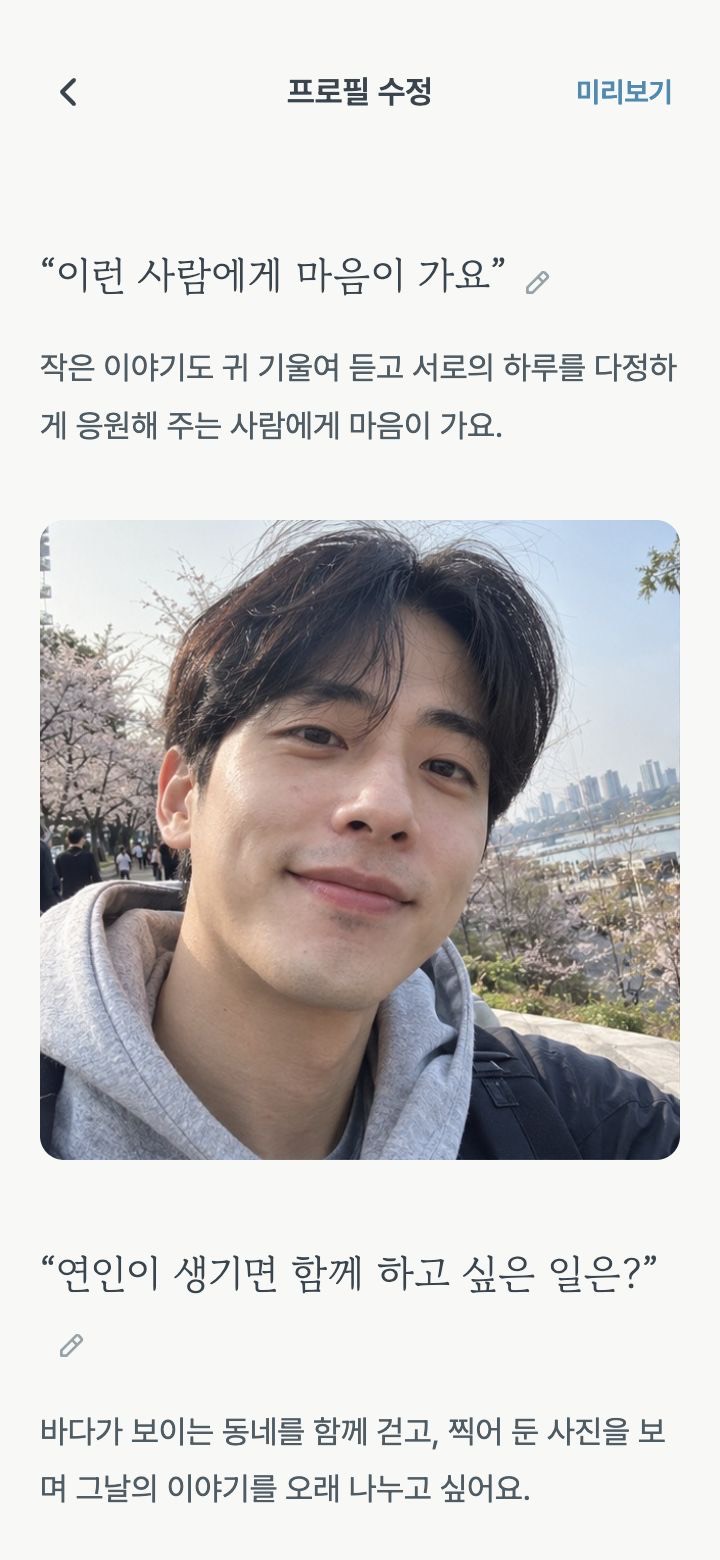 프로필 수정
미리보기
“이런 사람에게 마음이 가요”
작은 이야기도 귀 기울여 듣고 서로의 하루를 다정하
게 응원해 주는 사람에게 마음이 가요.
“연인이 생기면 함께 하고 싶은 일은?”
바다가 보이는 동네를 함께 걷고, 찍어 둔 사진을 보
며 그날의 이야기를 오래 나누고 싶어요.